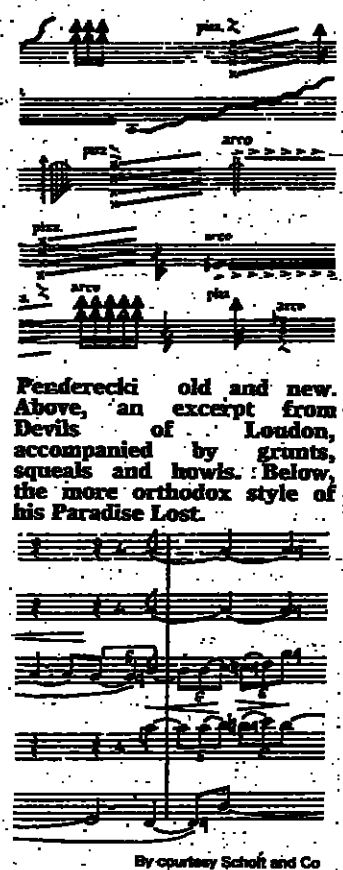 pizz.
arco
pizz
pizz.
arco
arco
pizz
arco
Penderecki old and new.
Above, an excerpt from
Devils of Loudon,
accompanied by grunts,
squeals and howls. Below,
the more orthodox style of
his Paradise Lost.
By courtesy Schott and Co